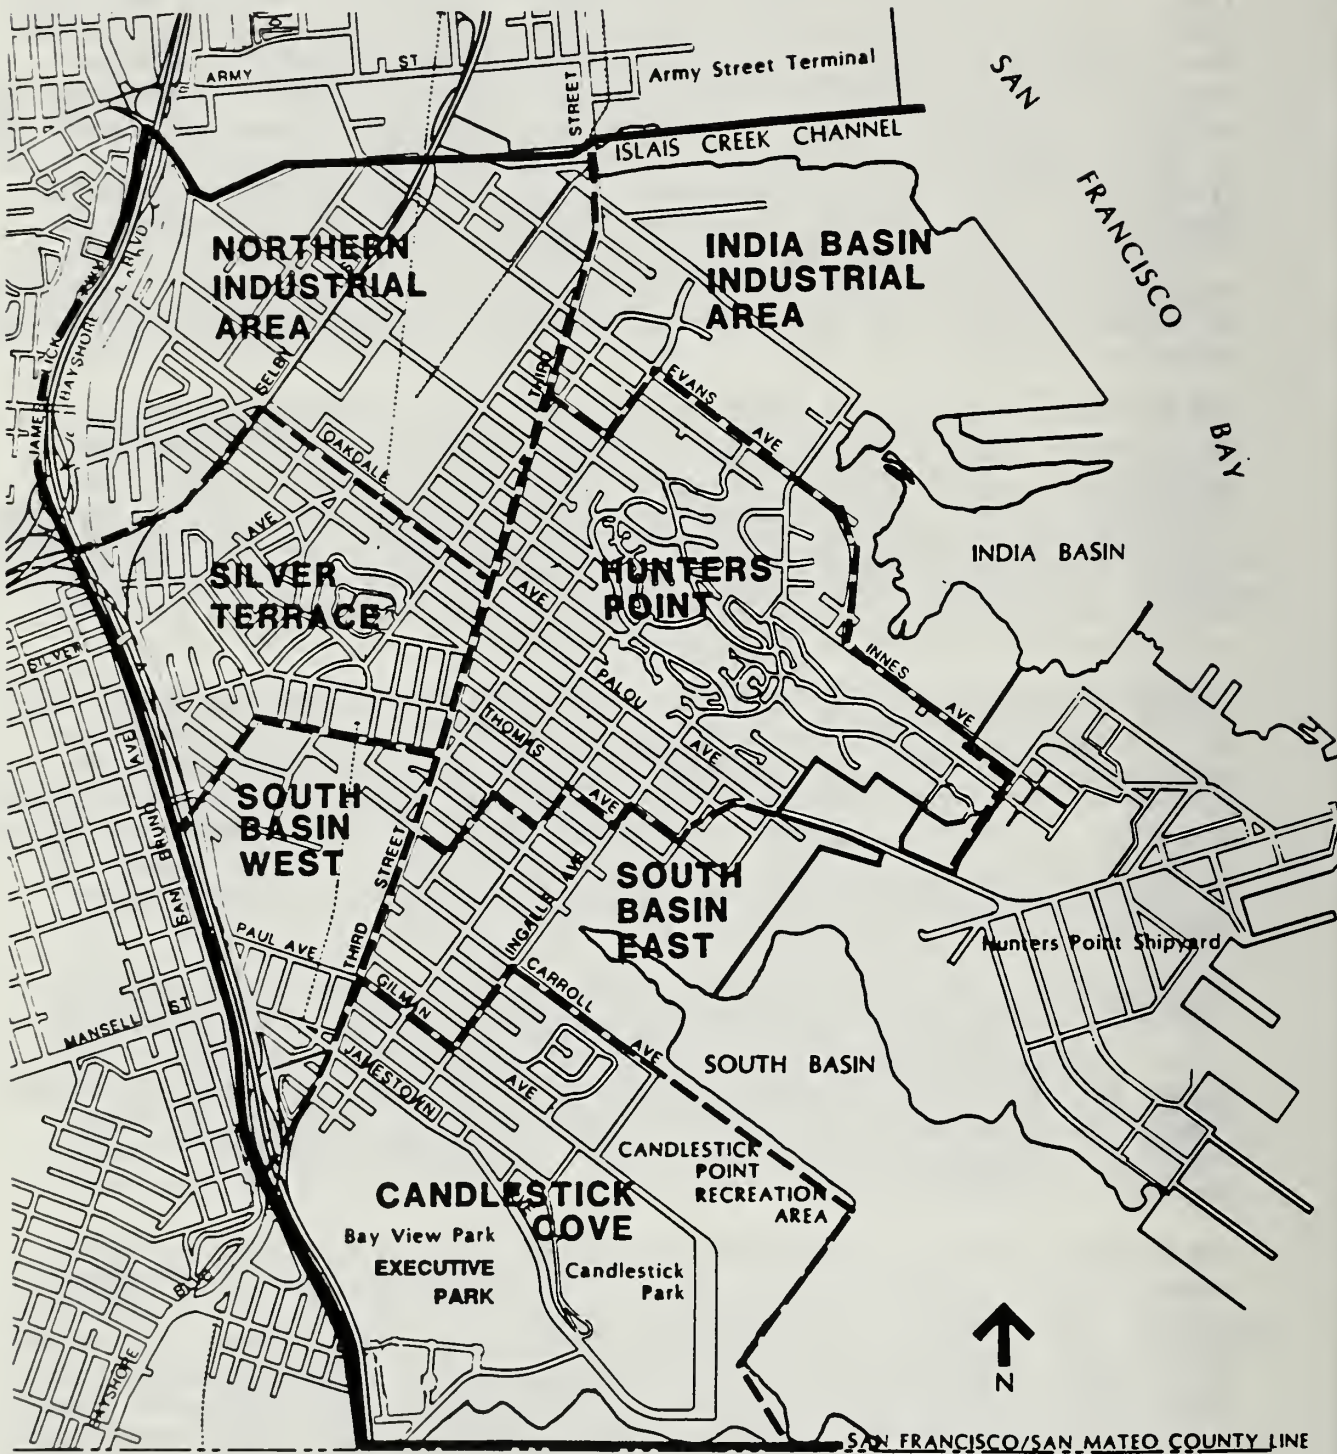 ARMY ST
Army Street Terminal
STREET
ISLAIS CREEK CHANNEL
SAN
FRANCISCO
BAY
NORTHERN
INDUSTRIAL
AREA
INDIA BASIN
INDUSTRIAL
AREA
BLVD
BAYSHORE
JAMES LICK
SELBY
THIRD
EVANS
AVE
OAKDALE
AVE
INDIA BASIN
HUNTERS
POINT
AVE
SILVER
TERRACE
SILVER
AVE
INNES
AVE
PALOU
AVE
THOMAS
AVE
SOUTH
BASIN
WEST
SAN BRUNO
THIRD STREET
SOUTH
BASIN
EAST
INGALLS AVE
PAUL AVE
GILMAN
AVE
CARROLL
AVE
Hunters Point Shipyard
MANSELL ST
JAMESTOWN
AVE
SOUTH BASIN
CANDLESTICK
POINT
RECREATION
AREA
CANDLESTICK
COVE
Bay View Park
EXECUTIVE
PARK
Candlestick
Park
BAYSHORE
BLVD
N
SAN FRANCISCO/SAN MATEO COUNTY LINE